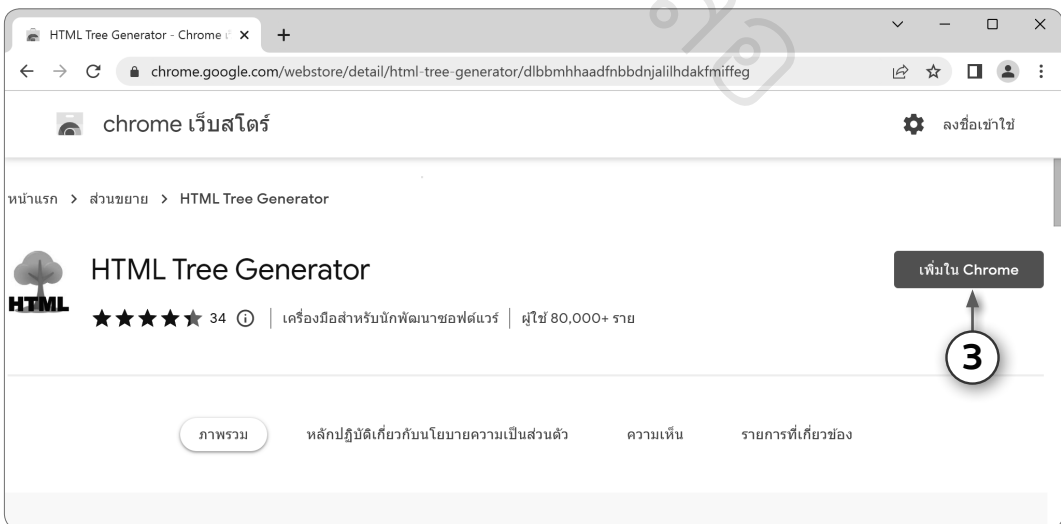 HTML Tree Generator - Chrome
chrome.google.com/webstore/detail/html-tree-generator/dlbbmhhaadfnbbdnjalilhdakfmiffeg
chrome เว็บสโตร์
ลงชื่อเข้าใช้
หน้าแรก > ส่วนขยาย > HTML Tree Generator
HTML Tree Generator
เพิ่มใน Chrome
HTML
34 เครื่องมือสำหรับนักพัฒนาซอฟต์แวร์ ผู้ใช้ 80,000+ ราย
3
ภาพรวม หลักปฏิบัติเกี่ยวกับนโยบายความเป็นส่วนตัว ความเห็น รายการที่เกี่ยวข้อง